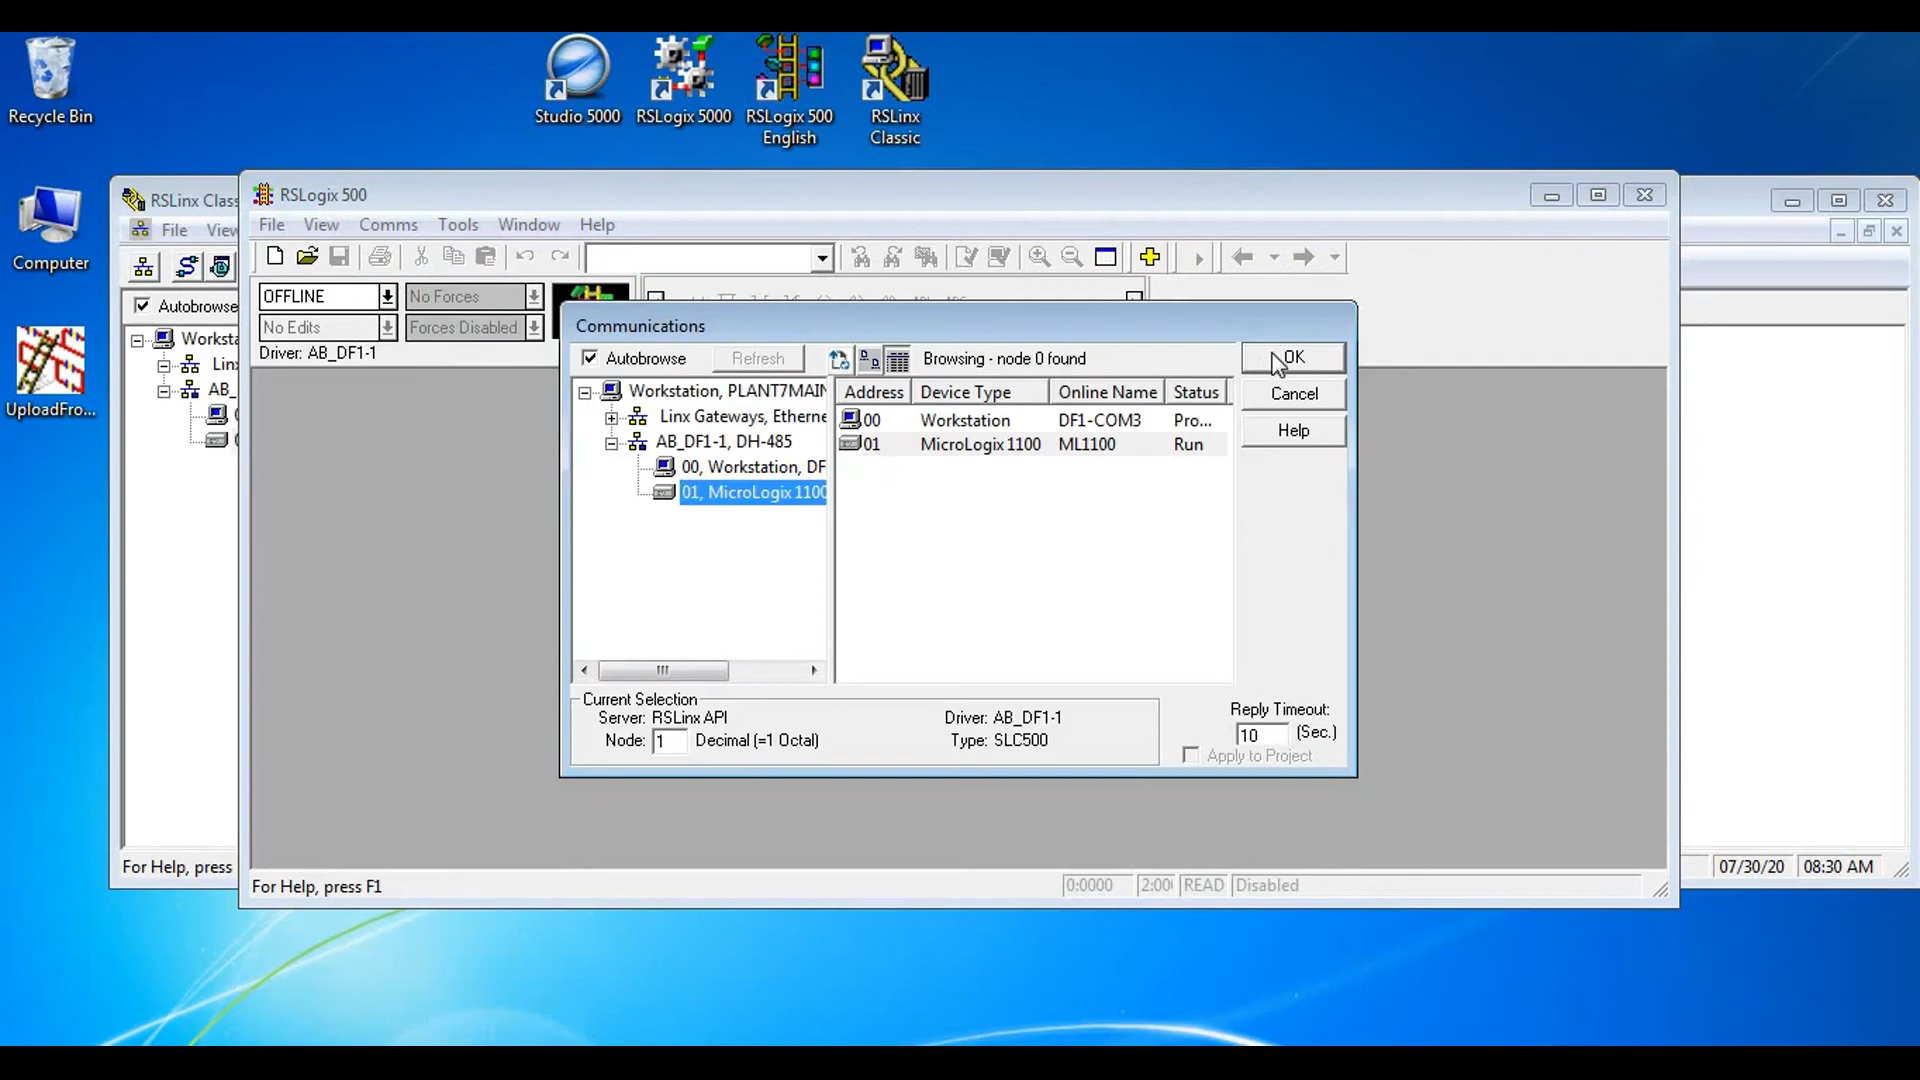 Recycle Bin
Studio 5000
RSLogix 5000
RSLogix 500
English
RSLinx
Classic
Computer
UploadFro...
RSLinx Clas
File View
Autobrowse
Worksta
Linx
AB_
For Help, press
07/30/20 08:30 AM
RSLogix 500
File View Comms Tools Window Help
OFFLINE No Forces
No Edits Forces Disabled
Driver: AB_DF1-1
Communications
Autobrowse Refresh Browsing - node 0 found OK
Cancel
Help
Workstation, PLANT7MAIN
Linx Gateways, Etherne
AB_DF1-1, DH-485
00, Workstation, DF
01, MicroLogix 1100
Address Device Type Online Name Status
00 Workstation DF1-COM3 Pro...
01 MicroLogix 1100 ML1100 Run
Current Selection
Server: RSLinx API Driver: AB_DF1-1
Node: 1 Decimal (=1 Octal) Type: SLC500
Reply Timeout:
10 (Sec.)
Apply to Project
For Help, press F1
0:0000 2:00 READ Disabled